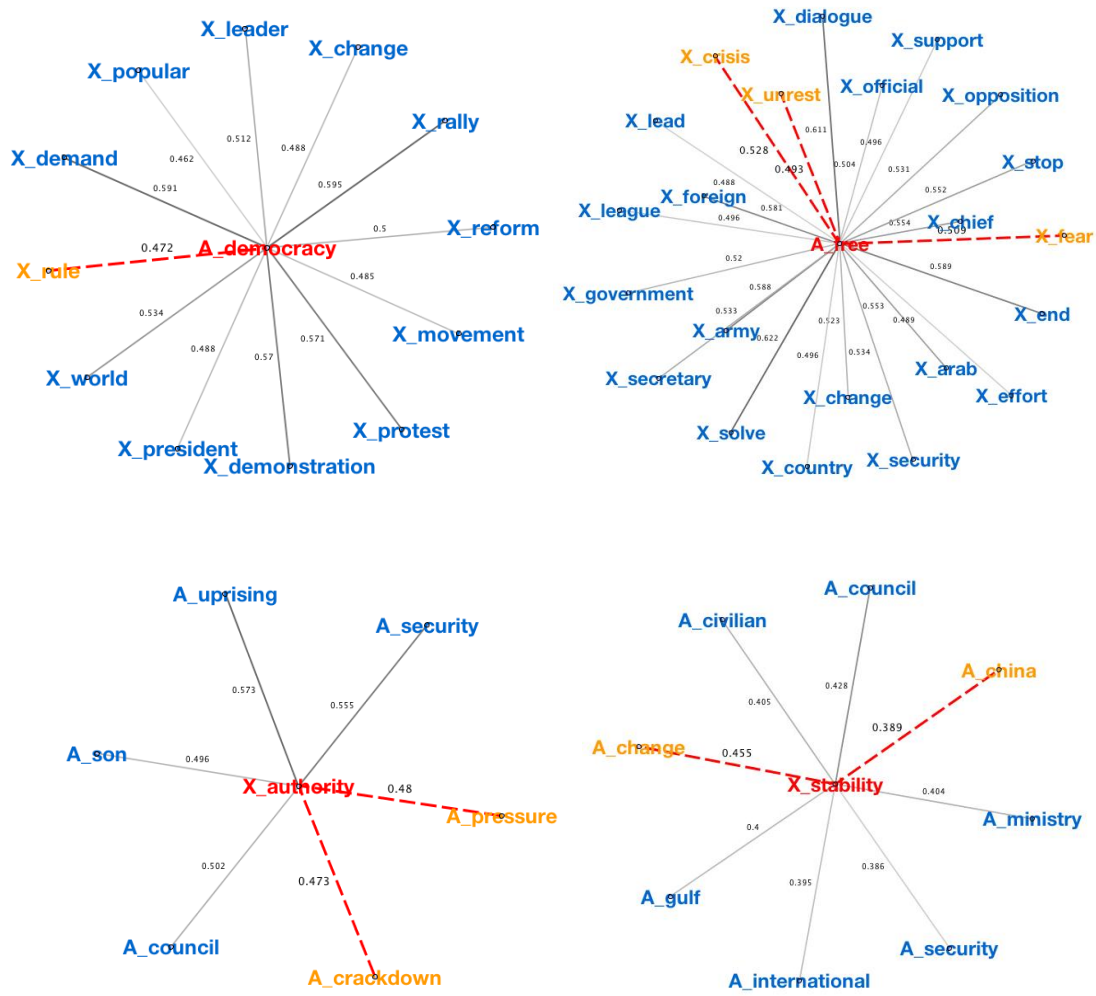 X_leader
X_change
X_popular
X_rally
X_demand
0.512
0.488
0.462
0.591
0.595
0.5
X_reform
0.472
A_democracy
X_rule
0.485
0.534
X_movement
0.488
0.57
0.571
X_world
X_president
X_protest
X_demonstration
X_dialogue
X_support
X_crisis
X_unrest
X_official
X_opposition
X_lead
0.611
0.528
0.496
0.504
0.493
0.531
X_stop
0.488
0.552
X_foreign
0.581
X_league
0.496
0.554
X_chief
0.509
X_fear
A_free
0.52
0.589
0.588
X_government
0.533
0.553
0.523
0.489
X_end
X_army
0.622
0.534
0.496
X_arab
X_secretary
X_change
X_effort
X_solve
X_country
X_security
A_uprising
A_security
0.573
0.555
A_son
0.496
X_authority
0.48
A_pressure
0.502
0.473
A_council
A_crackdown
A_council
A_civilian
A_china
0.428
0.405
0.389
A_change
0.455
X_stability
0.404
A_ministry
0.4
0.386
0.395
A_gulf
A_security
A_international